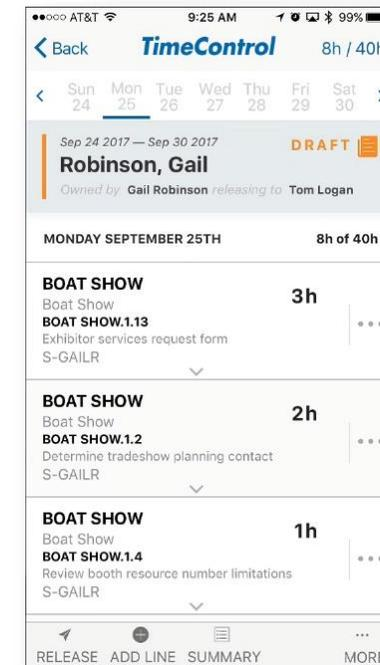 AT&T 9:25 AM 99%
Back TimeControl 8h / 40h
Sun Mon Tue Wed Thu Fri Sat
24 25 26 27 28 29 30
Sep 24 2017 — Sep 30 2017 DRAFT
Robinson, Gail
Owned by Gail Robinson releasing to Tom Logan
MONDAY SEPTEMBER 25TH 8h of 40h
BOAT SHOW
Boat Show 3h
BOAT SHOW.1.13
Exhibitor services request form
S-GAILR
BOAT SHOW
Boat Show 2h
BOAT SHOW.1.2
Determine tradeshow planning contact
S-GAILR
BOAT SHOW
Boat Show 1h
BOAT SHOW.1.4
Review booth resource number limitations
S-GAILR
RELEASE ADD LINE SUMMARY MORE